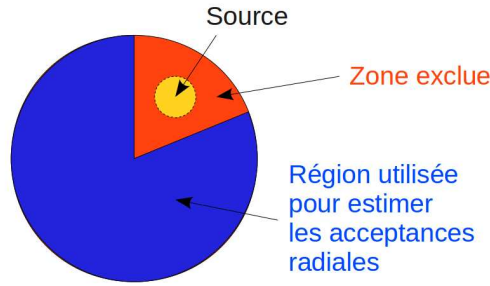 Source
Zone exclue
Région utilisée
pour estimer
les acceptances
radiales